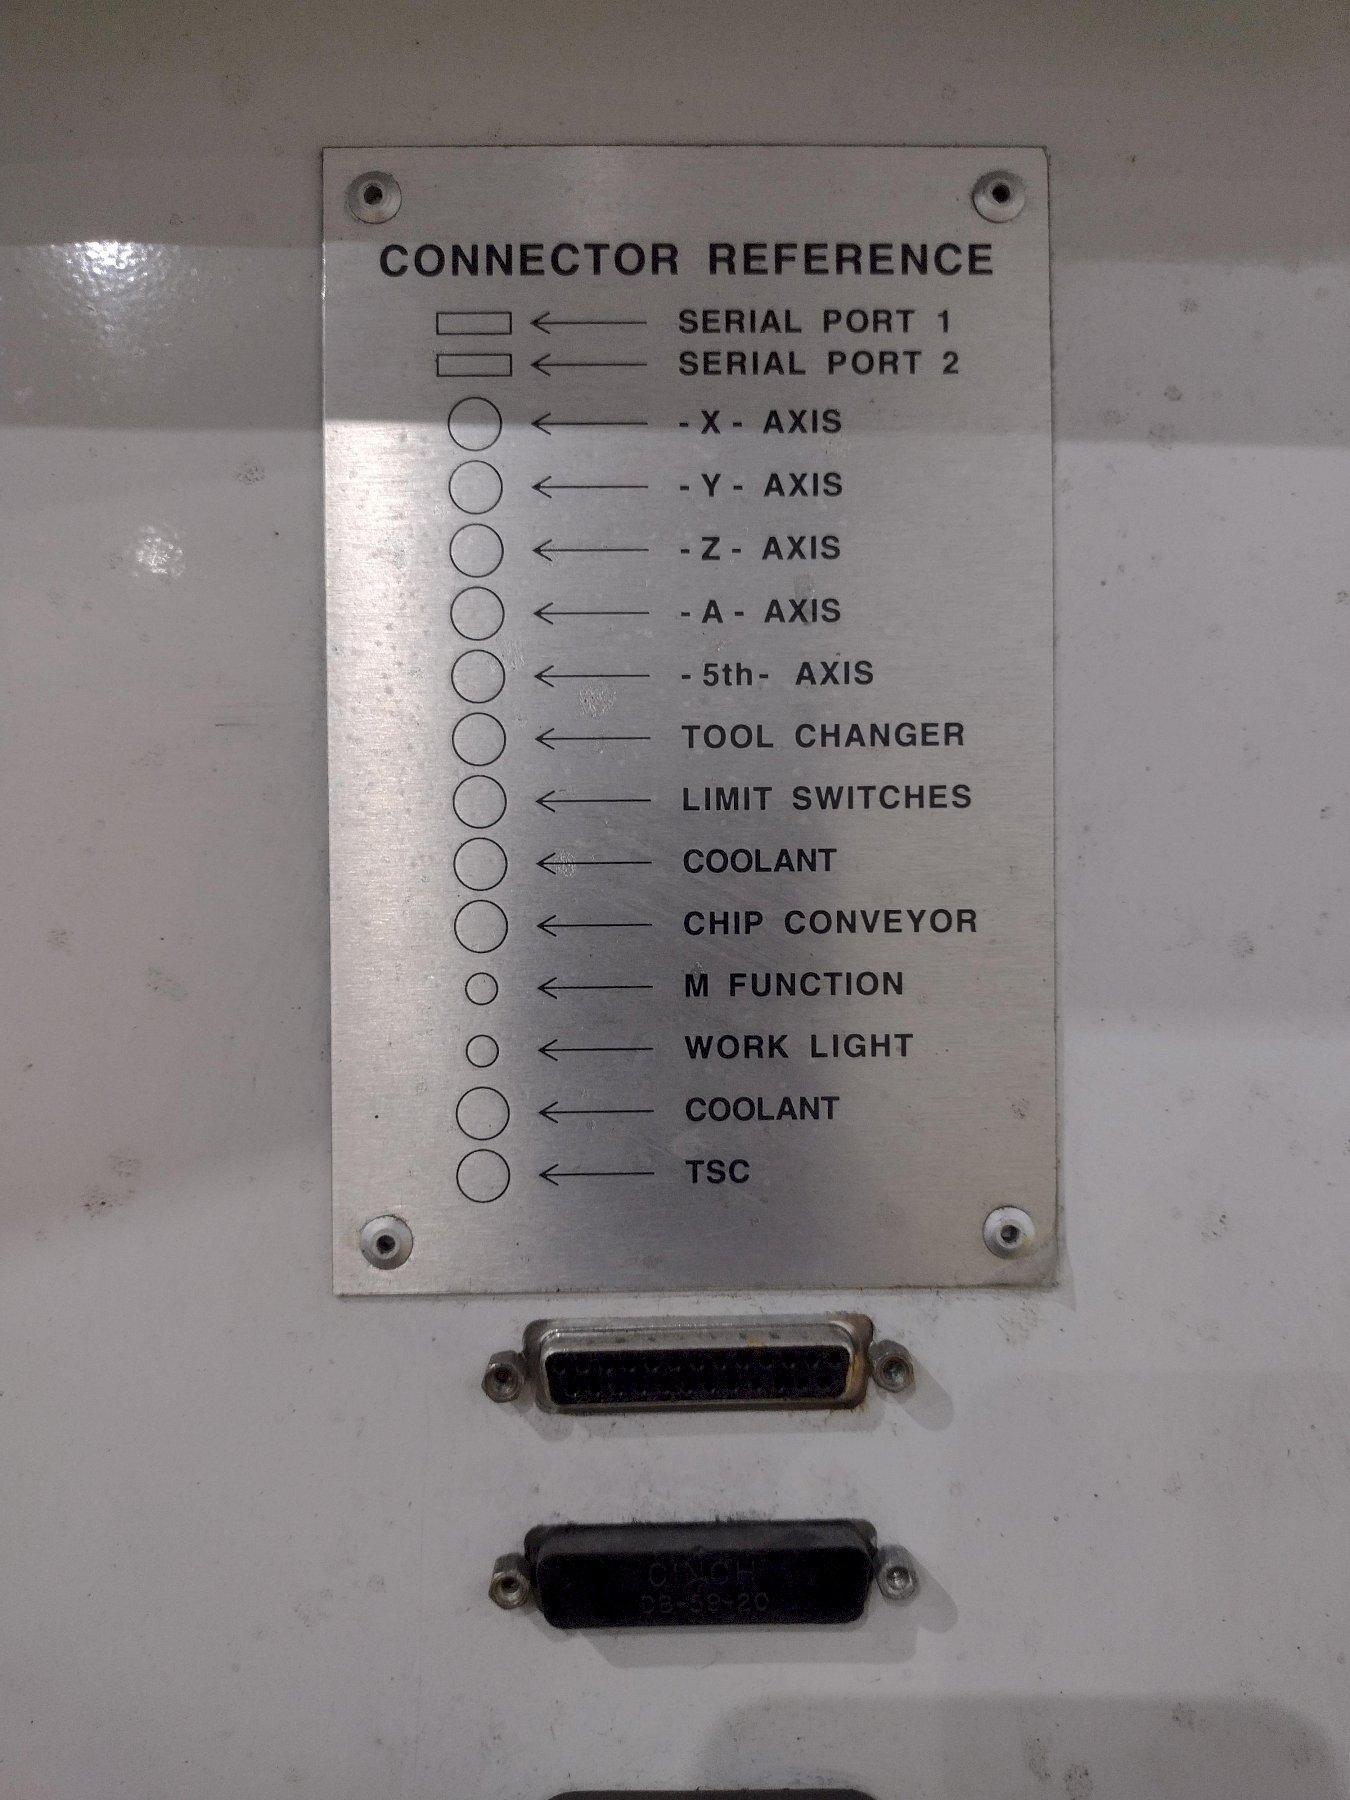 CONNECTOR REFERENCE
SERIAL PORT 1
SERIAL PORT 2
-X- AXIS
-Y- AXIS
-Z- AXIS
-A- AXIS
-5th- AXIS
TOOL CHANGER
LIMIT SWITCHES
COOLANT
CHIP CONVEYOR
M FUNCTION
WORK LIGHT
COOLANT
TSC
CINCH